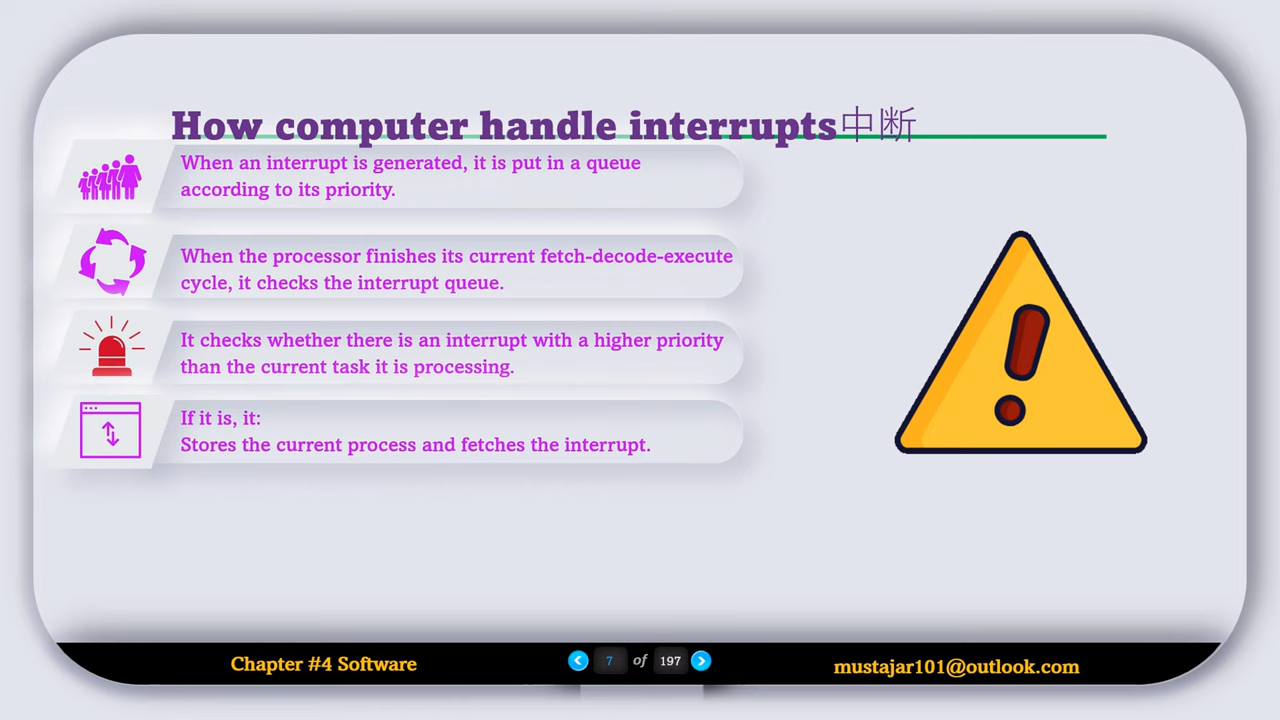 How computer handle interrupts中断
When an interrupt is generated, it is put in a queue
according to its priority.
When the processor finishes its current fetch-decode-execute
cycle, it checks the interrupt queue.
It checks whether there is an interrupt with a higher priority
than the current task it is processing.
If it is, it:
Stores the current process and fetches the interrupt.
Chapter #4 Software
7 of 197
mustajar101@outlook.com